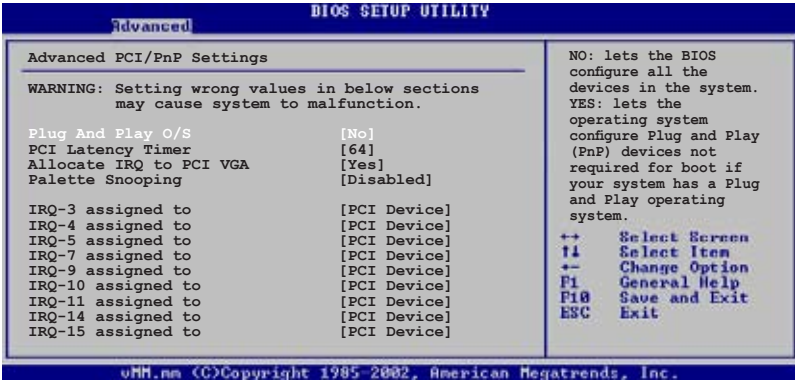 BIOS SETUP UTILITY
Advanced
Advanced PCI/PnP Settings
WARNING: Setting wrong values in below sections
may cause system to malfunction.
Plug And Play O/S [No]
PCI Latency Timer [64]
Allocate IRQ to PCI VGA [Yes]
Palette Snooping [Disabled]
IRQ-3 assigned to [PCI Device]
IRQ-4 assigned to [PCI Device]
IRQ-5 assigned to [PCI Device]
IRQ-7 assigned to [PCI Device]
IRQ-9 assigned to [PCI Device]
IRQ-10 assigned to [PCI Device]
IRQ-11 assigned to [PCI Device]
IRQ-14 assigned to [PCI Device]
IRQ-15 assigned to [PCI Device]
NO: lets the BIOS
configure all the
devices in the system.
YES: lets the
operating system
configure Plug and Play
(PnP) devices not
required for boot if
your system has a Plug
and Play operating
system.
←→ Select Screen
↑↓ Select Item
+- Change Option
F1 General Help
F10 Save and Exit
ESC Exit
vMM.mm (C)Copyright 1985-2002, American Megatrends, Inc.